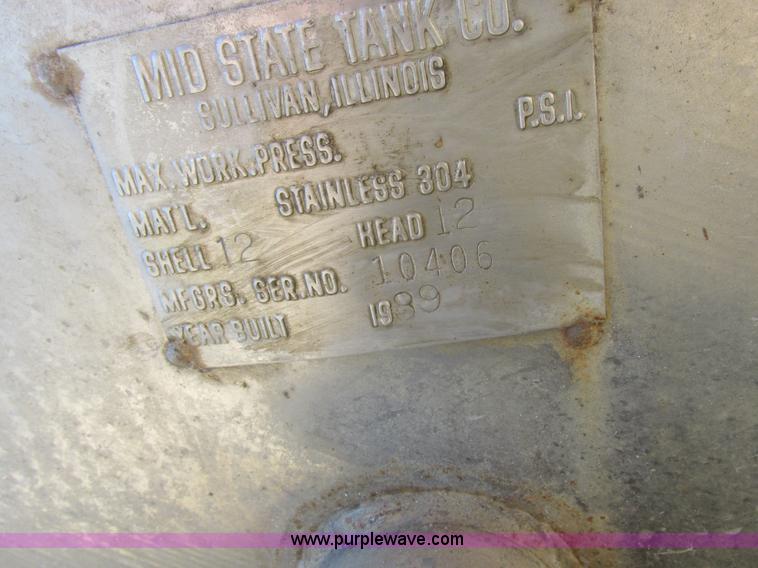 MID STATE TANK CO.
SULLIVAN, ILLINOIS
MAX. WORK. PRESS. P.S.I.
MAT L. STAINLESS 304
SHELL 12 HEAD 12
MFGRS. SER. NO. 10406
YEAR BUILT 1989
www.purplewave.com